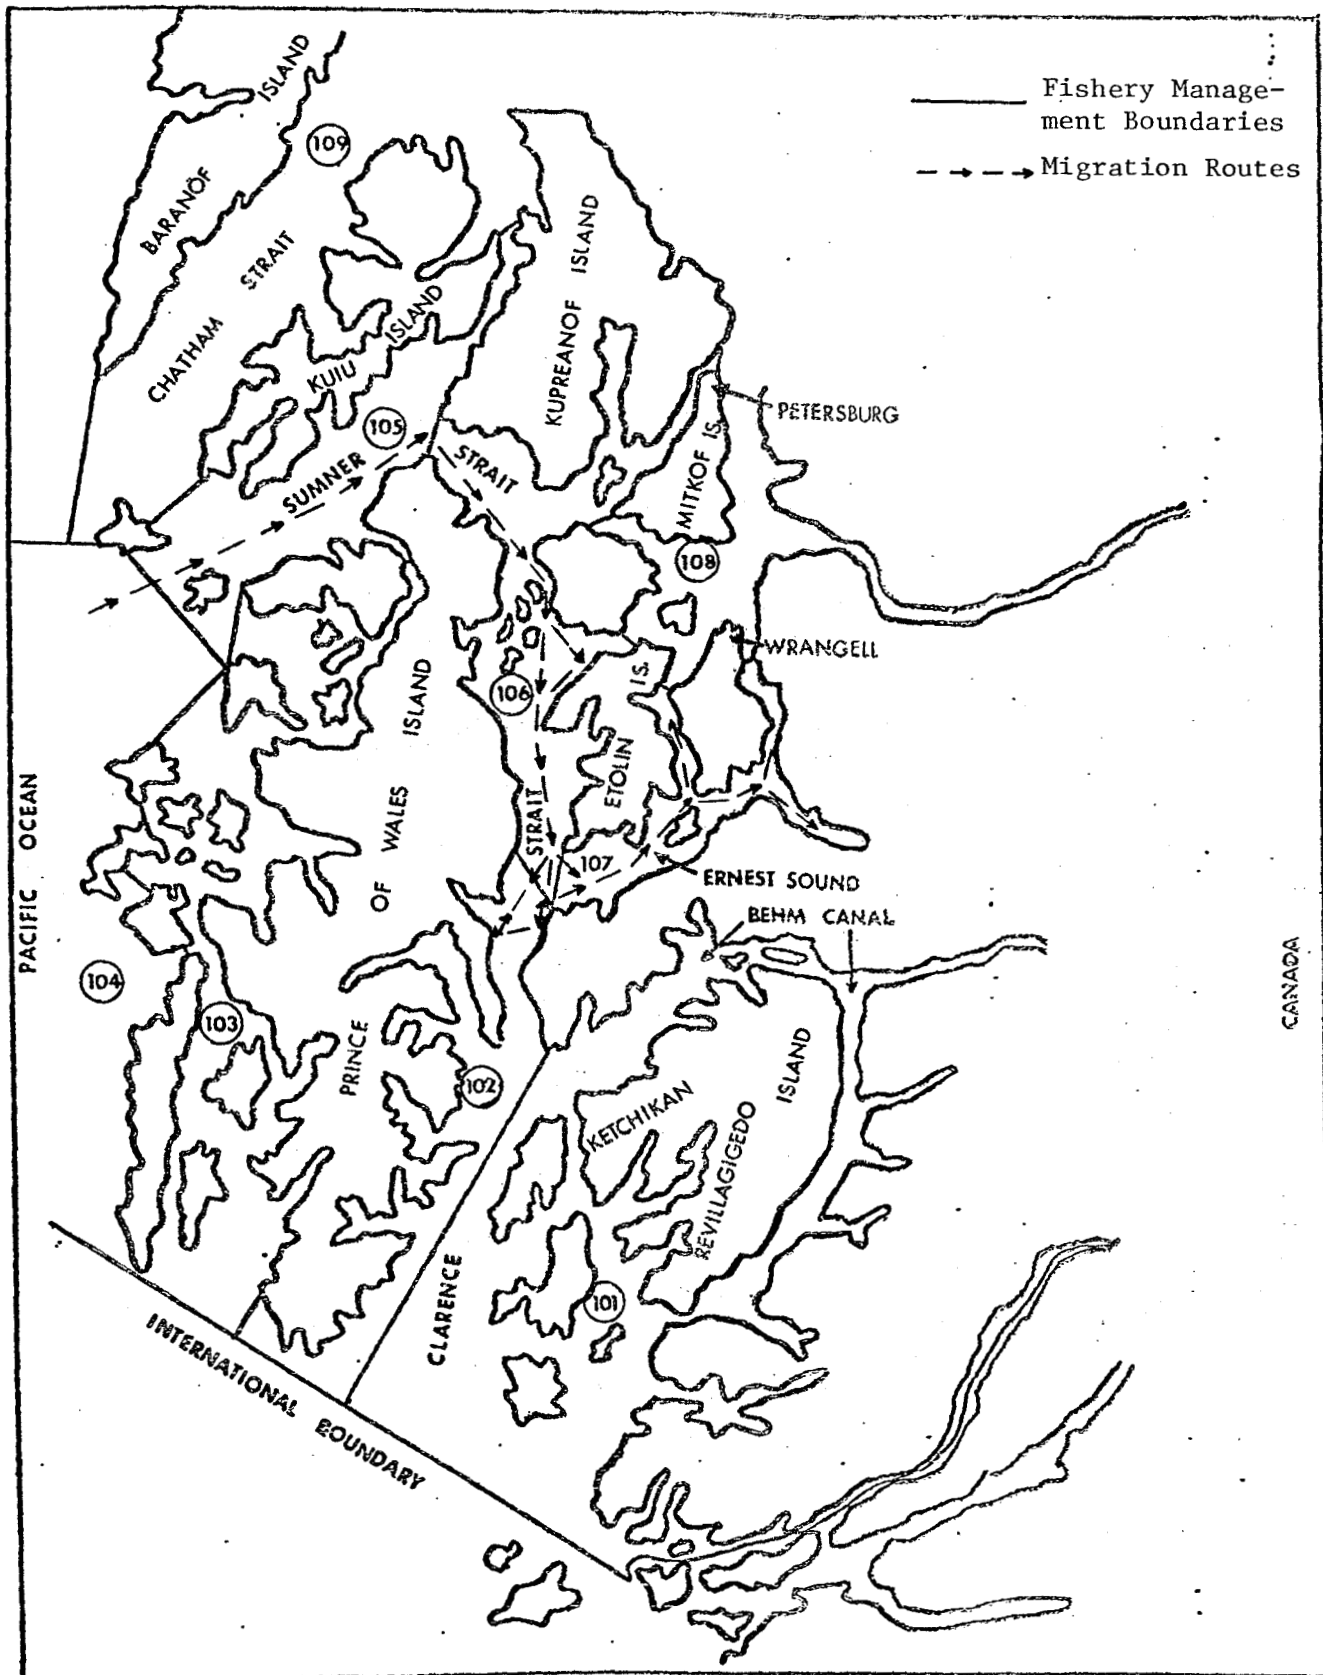 Fishery Manage-
ment Boundaries
Migration Routes
BARANOF
ISLAND
109
CHATHAM
STRAIT
KUIU
ISLAND
KUPREANOF
ISLAND
105
SUMNER
STRAIT
PETERSBURG
MITKOF IS.
108
WRANGELL
106
ETOLIN
IS.
STRAIT
107
ERNEST SOUND
BEHM CANAL
PACIFIC OCEAN
PRINCE
OF WALES
ISLAND
104
103
102
KETCHIKAN
REVILLAGIGEDO
ISLAND
101
CLARENCE
CANADA
INTERNATIONAL BOUNDARY